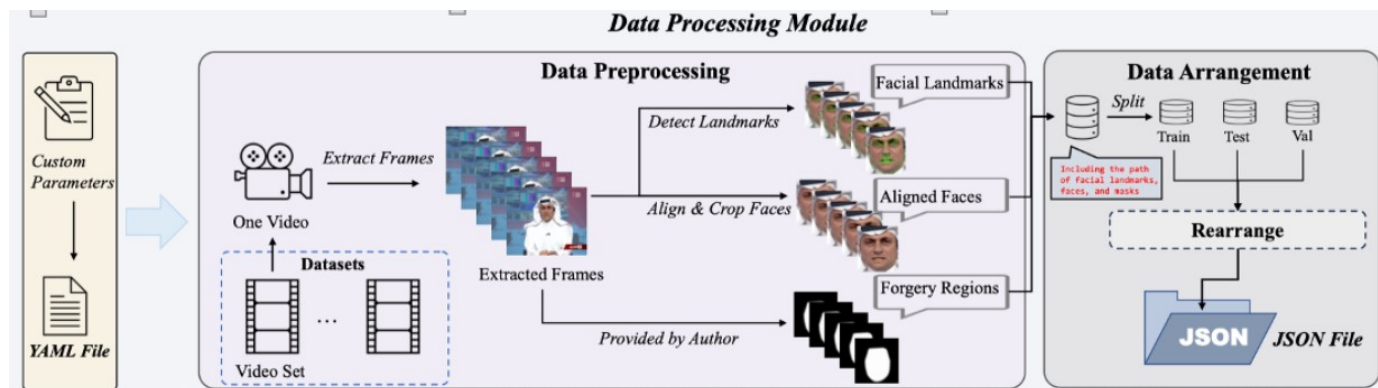 Data Processing Module
Custom
Parameters
YAML File
Data Preprocessing
One Video
Extract Frames
Datasets
...
Video Set
Extracted Frames
Detect Landmarks
Align & Crop Faces
Provided by Author
Facial Landmarks
Aligned Faces
Forgery Regions
Data Arrangement
Split
Train
Test
Val
Including the path
of facial landmarks,
faces, and masks
Rearrange
JSON
JSON File